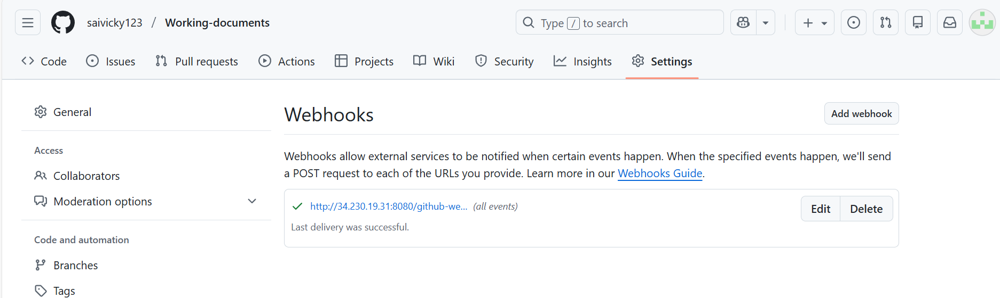 saivicky123 / Working-documents
Type / to search
Code Issues Pull requests Actions Projects Wiki Security Insights Settings
General
Access
Collaborators
Moderation options
Code and automation
Branches
Tags
Webhooks
Add webhook
Webhooks allow external services to be notified when certain events happen. When the specified events happen, we'll send
a POST request to each of the URLs you provide. Learn more in our Webhooks Guide.
http://34.230.19.31:8080/github-we... (all events)
Edit Delete
Last delivery was successful.